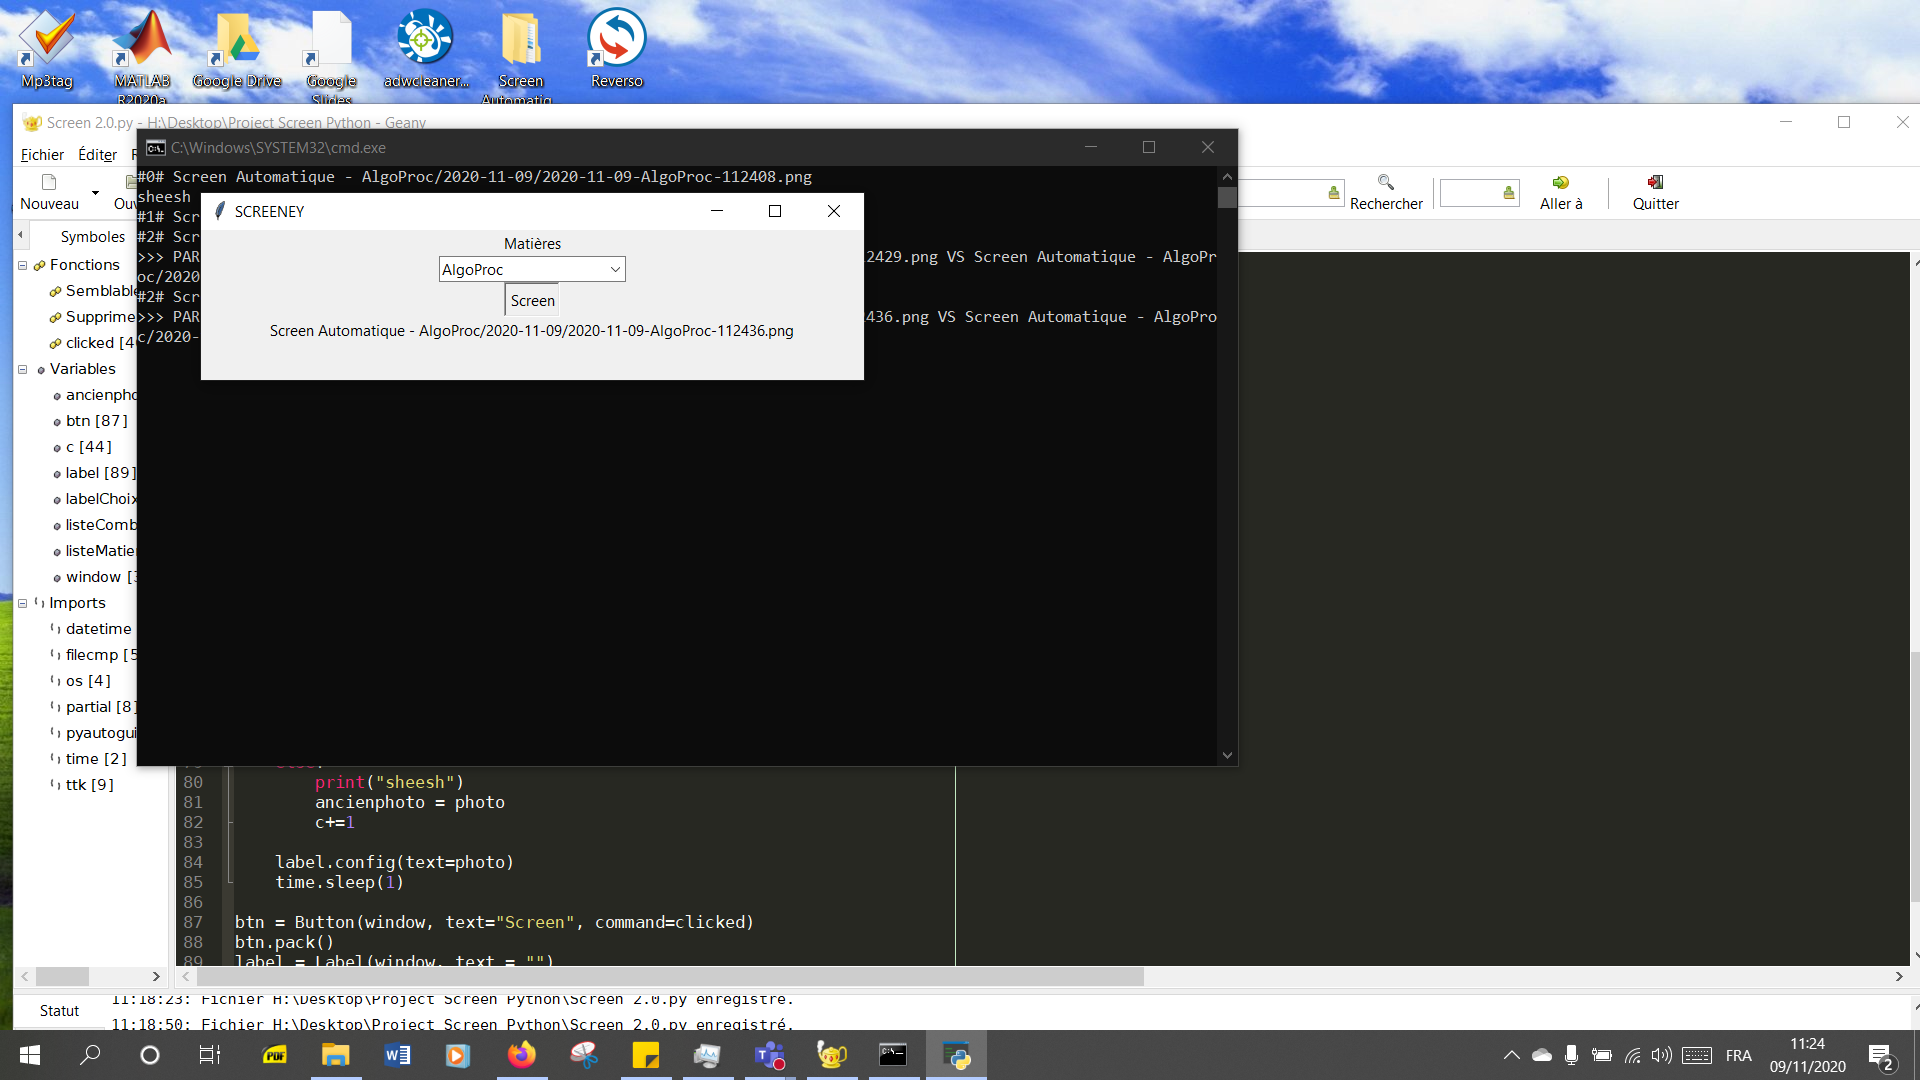 Mp3tag
MATLAB R2020a
Google Drive
Google Slides
adwcleaner...
Screen Automatiq
Reverso
Screen 2.0.py - H:\Desktop\Project Screen Python - Geany
Fichier Éditer
C:\Windows\SYSTEM32\cmd.exe
#0# Screen Automatique - AlgoProc/2020-11-09/2020-11-09-AlgoProc-112408.png
sheesh
#1# Scr
#2# Scr
>>> PAR
2429.png VS Screen Automatique - AlgoPr
oc/2020
#2# Scr
>>> PAR
436.png VS Screen Automatique - AlgoPro
c/2020-
SCREENEY
Matières
AlgoProc
Screen
Screen Automatique - AlgoProc/2020-11-09/2020-11-09-AlgoProc-112436.png
Nouveau
Ouv
Rechercher
Aller à
Quitter
Symboles
Fonctions
Semblable
Supprime
clicked [4
Variables
ancienpho
btn [87]
c [44]
label [89]
labelChoix
listeComb
listeMatie
window [3
Imports
datetime
filecmp [5
os [4]
partial [8]
pyautogui
time [2]
ttk [9]
80 print("sheesh")
81 ancienphoto = photo
82 c+=1
83
84 label.config(text=photo)
85 time.sleep(1)
86
87 btn = Button(window, text="Screen", command=clicked)
88 btn.pack()
89 label = Label(window, text = "")
Statut
11:18:23: Fichier H:\Desktop\Project Screen Python\Screen 2.0.py enregistré.
11:18:50: Fichier H:\Desktop\Project Screen Python\Screen 2.0.py enregistré.
PDF
FRA
11:24
09/11/2020
2